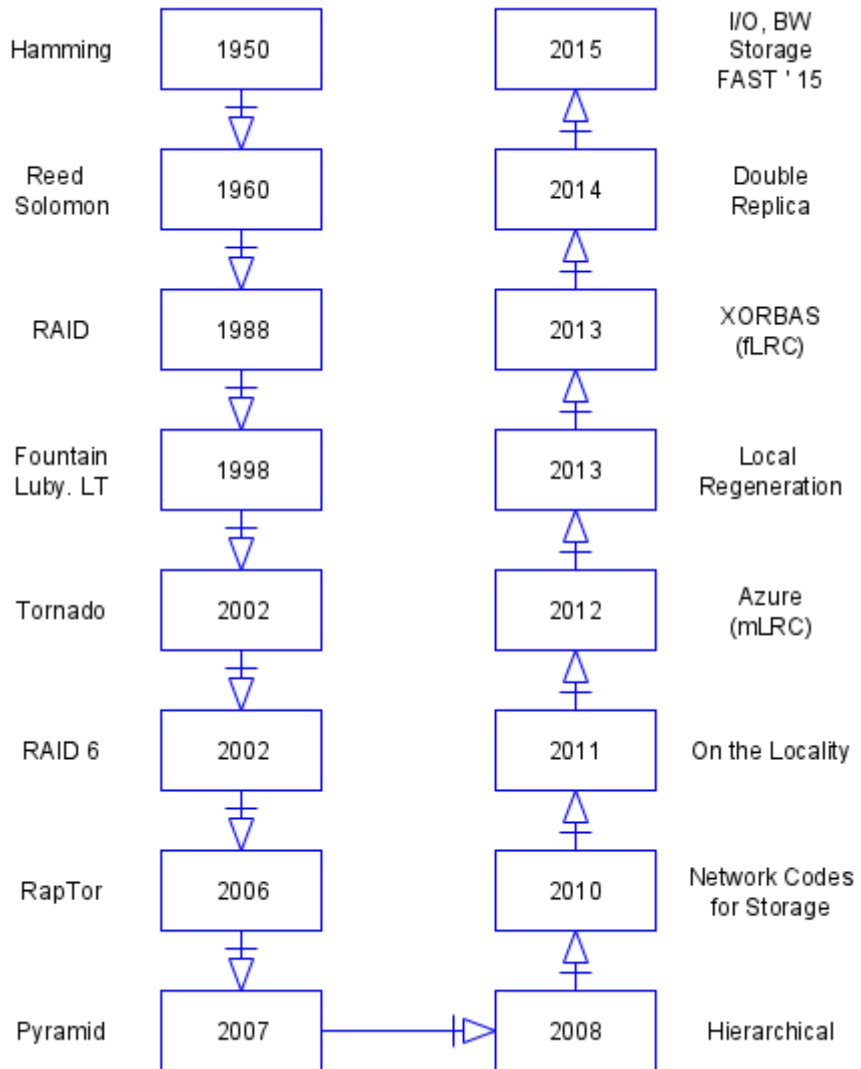 Hamming
1950
Reed
Solomon
1960
RAID
1988
Fountain
Luby. LT
1998
Tornado
2002
RAID 6
2002
RapTor
2006
Pyramid
2007
2008
Hierarchical
2010
Network Codes
for Storage
2011
On the Locality
2012
Azure
(mLRC)
2013
Local
Regeneration
2013
XORBAS
(fLRC)
2014
Double
Replica
2015
I/O, BW
Storage
FAST ' 15